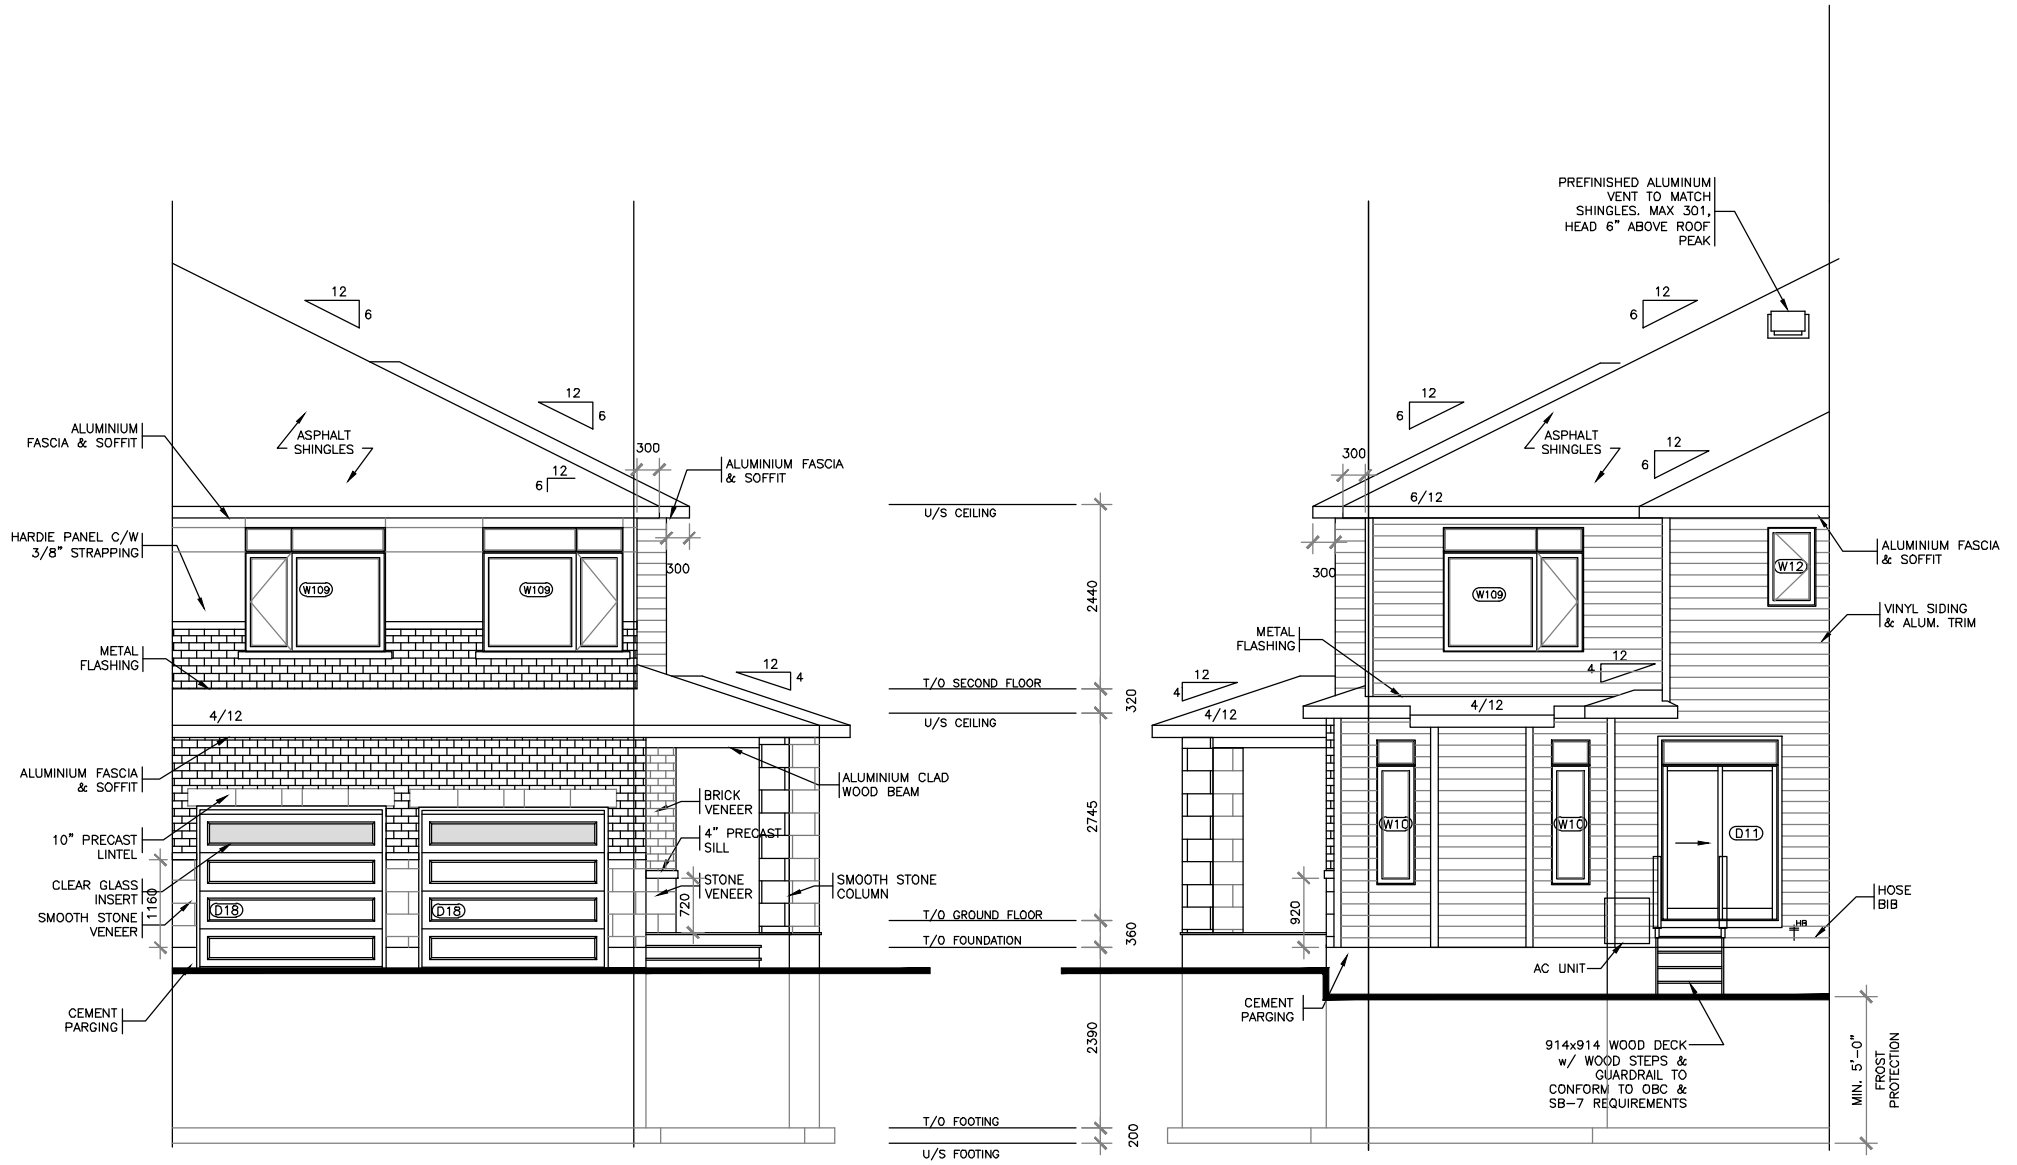 PREFINISHED ALUMINUM
VENT TO MATCH
SHINGLES. MAX 301,
HEAD 6" ABOVE ROOF
PEAK
12
6
12
6
12
6
12
6
ALUMINIUM
FASCIA & SOFFIT
ASPHALT
SHINGLES
300
12
6
ALUMINIUM FASCIA
& SOFFIT
300
ASPHALT
SHINGLES
12
6
6/12
U/S CEILING
HARDIE PANEL C/W
3/8" STRAPPING
300
300
ALUMINIUM FASCIA
& SOFFIT
W109
W109
2440
W109
W12
VINYL SIDING
& ALUM. TRIM
METAL
FLASHING
METAL
FLASHING
12
4
T/O SECOND FLOOR
320
U/S CEILING
12
4
12
4
4/12
4/12
4/12
ALUMINIUM FASCIA
& SOFFIT
ALUMINIUM CLAD
WOOD BEAM
BRICK
VENEER
2745
10" PRECAST
LINTEL
4" PRECAST
SILL
W10
W10
D11
CLEAR GLASS
INSERT
1160
STONE
VENEER
720
SMOOTH STONE
COLUMN
920
HOSE
BIB
SMOOTH STONE
VENEER
D18
D18
T/O GROUND FLOOR
360
HB
T/O FOUNDATION
AC UNIT
CEMENT
PARGING
CEMENT
PARGING
2390
914x914 WOOD DECK
w/ WOOD STEPS &
GUARDRAIL TO
CONFORM TO OBC &
SB-7 REQUIREMENTS
MIN. 5'-0"
FROST
PROTECTION
T/O FOOTING
200
U/S FOOTING